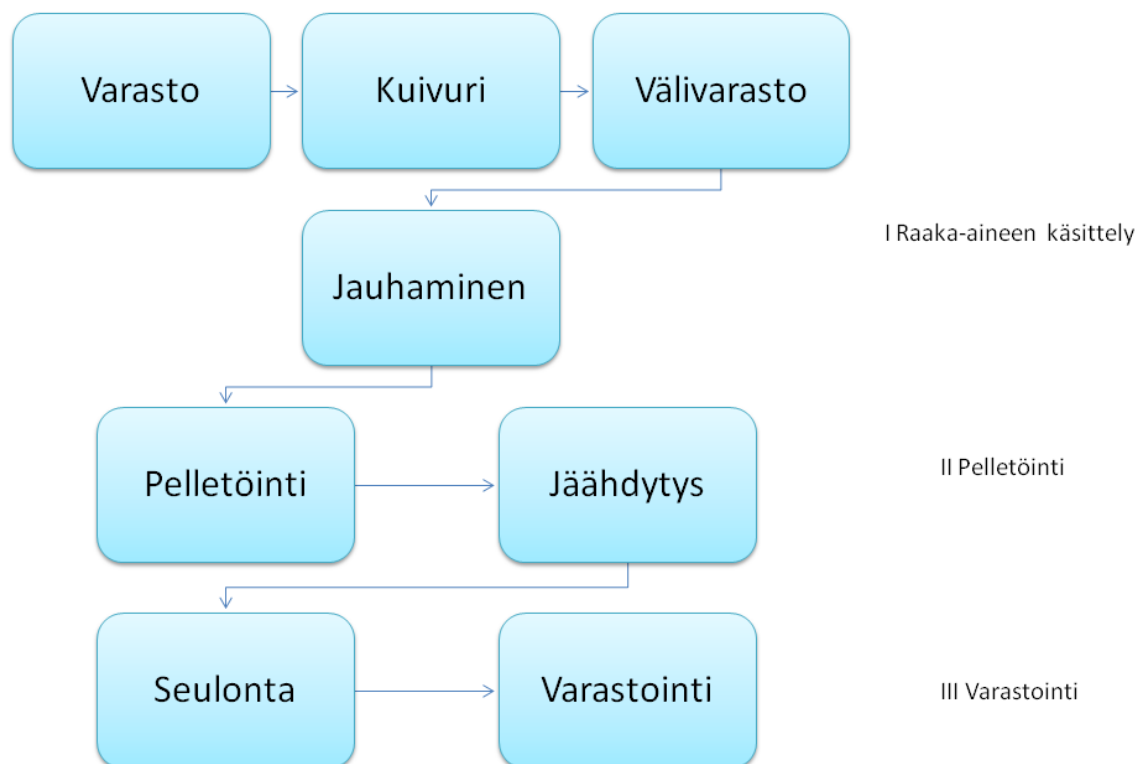 Varasto
Kuivuri
Välivarasto
I Raaka-aineen käsittely
Jauhaminen
Pelletöinti
Jäähdytys
II Pelletöinti
Seulonta
Varastointi
III Varastointi